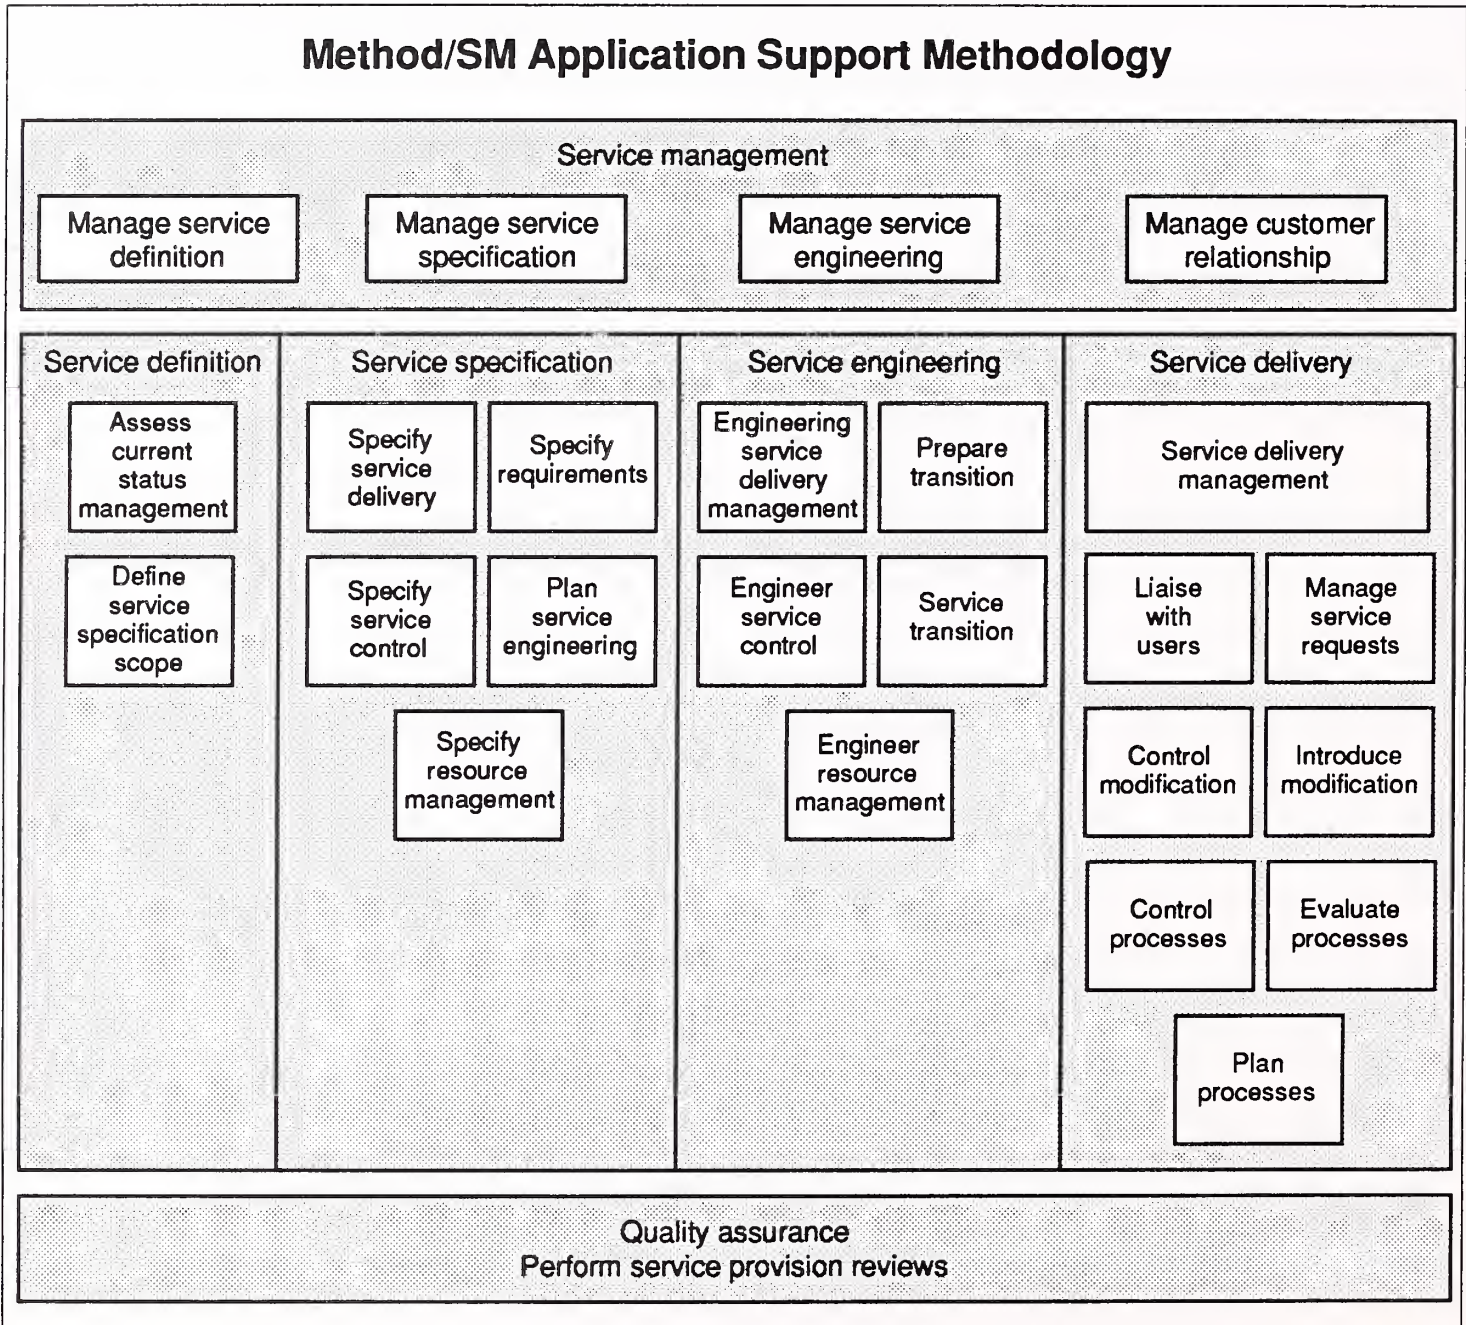 Method/SM Application Support Methodology
Service management
Manage service
definition
Manage service
specification
Manage service
engineering
Manage customer
relationship
Service definition
Assess
current
status
management
Define
service
specification
scope
Service specification
Specify
service
delivery
Specify
requirements
Specify
service
control
Plan
service
engineering
Specify
resource
management
Service engineering
Engineering
service
delivery
management
Prepare
transition
Engineer
service
control
Service
transition
Engineer
resource
management
Service delivery
Service delivery
management
Liaise
with
users
Manage
service
requests
Control
modification
Introduce
modification
Control
processes
Evaluate
processes
Plan
processes
Quality assurance
Perform service provision reviews